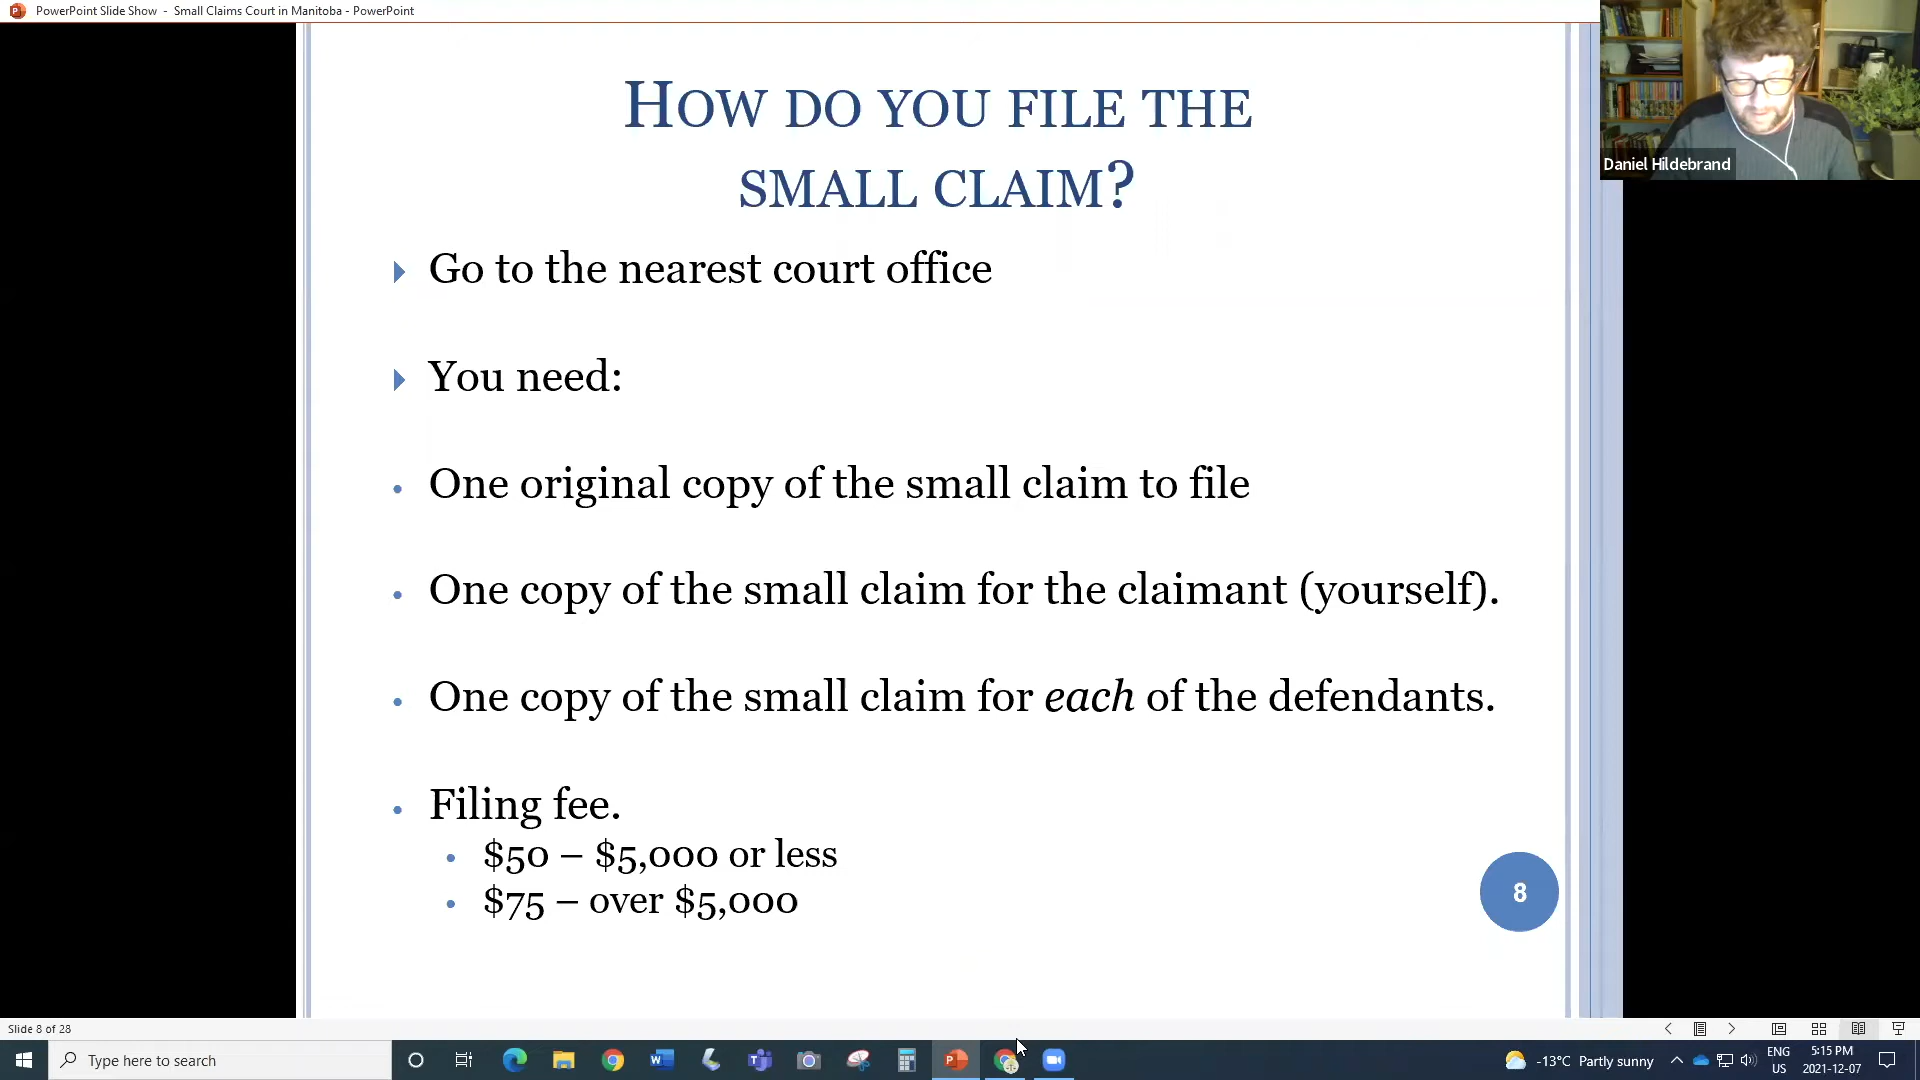 PowerPoint Slide Show - Small Claims Court in Manitoba - PowerPoint
Daniel Hildebrand
HOW DO YOU FILE THE
SMALL CLAIM?
Go to the nearest court office
You need:
One original copy of the small claim to file
One copy of the small claim for the claimant (yourself).
One copy of the small claim for each of the defendants.
Filing fee.
$50 – $5,000 or less
$75 – over $5,000
8
Slide 8 of 28
Type here to search
-13°C Partly sunny
ENG
US
5:15 PM
2021-12-07